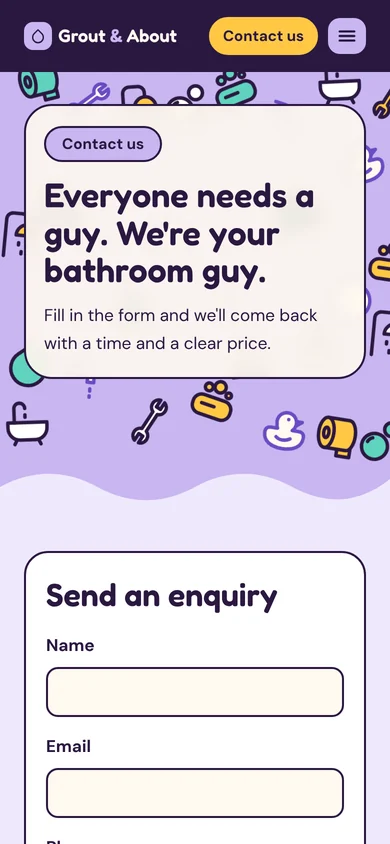 Grout & About
Contact us
Contact us
Everyone needs a
guy. We're your
bathroom guy.
Fill in the form and we'll come back
with a time and a clear price.
Send an enquiry
Name
Email